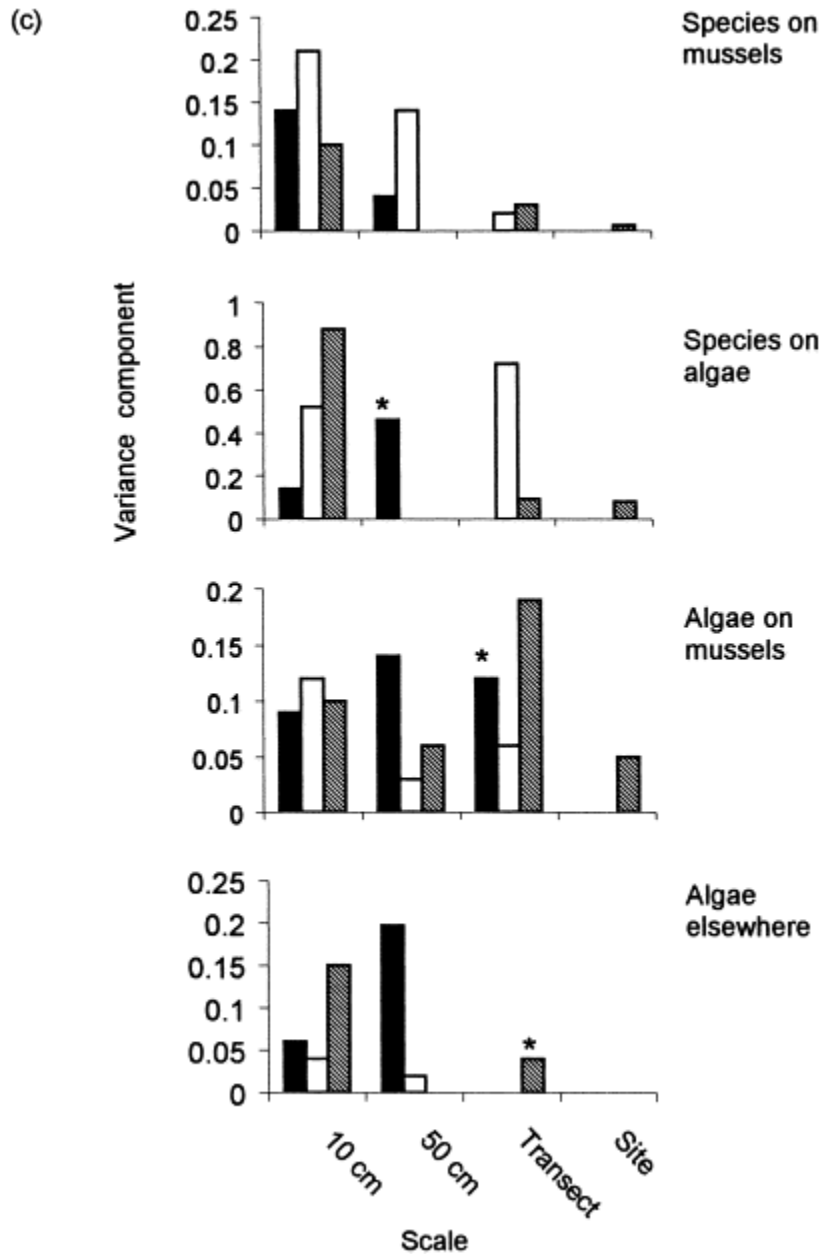 (c)
Variance component
0.25
0.2
0.15
0.1
0.05
0
Species on
mussels
1
0.8
0.6
0.4
0.2
0
*
Species on
algae
0.2
0.15
0.1
0.05
0
*
Algae on
mussels
0.25
0.2
0.15
0.1
0.05
0
*
Algae
elsewhere
10 cm
50 cm
Transect
Site
Scale